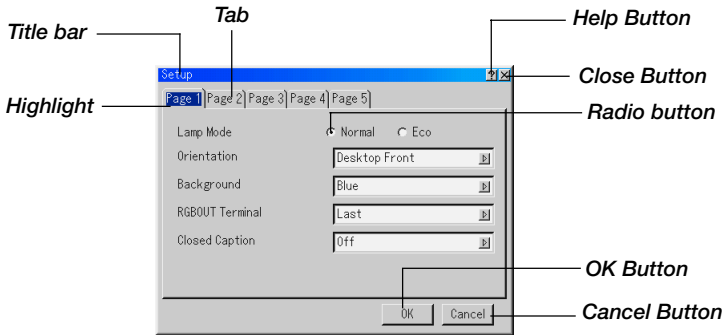 Tab
Help Button
Title bar
Setup
Close Button
Page 1 Page 2 Page 3 Page 4 Page 5
Highlight
Radio button
Lamp Mode Normal Eco
Orientation Desktop Front
Background Blue
RGBOUT Terminal Last
Closed Caption Off
OK Button
OK Cancel
Cancel Button